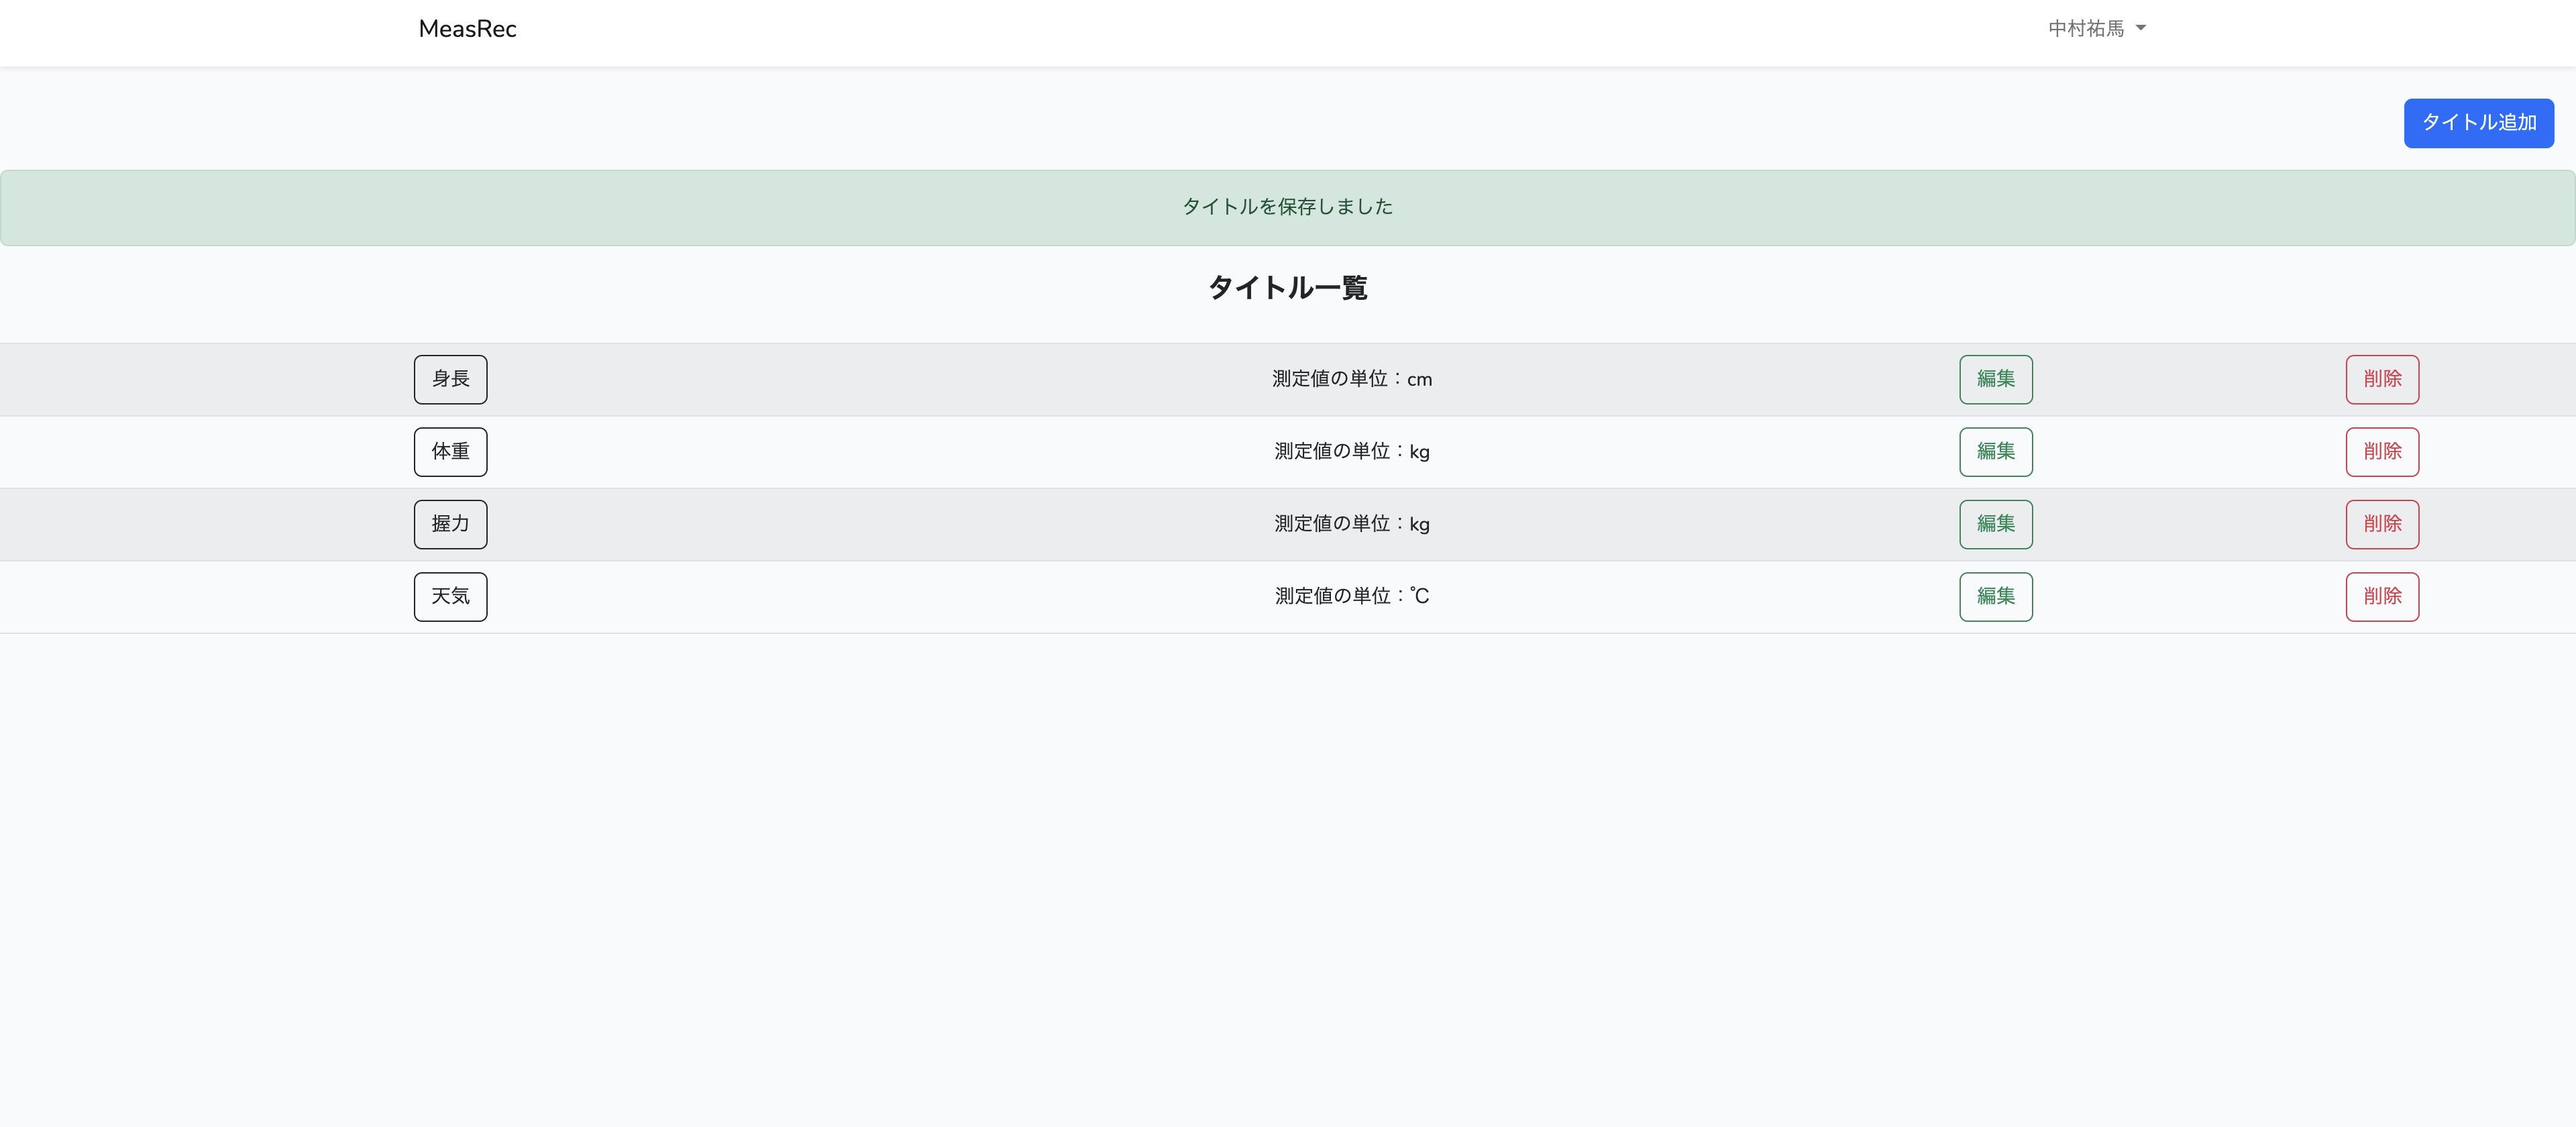 MeasRec 中村祐馬
タイトル追加
タイトルを保存しました
タイトル一覧
身長 測定値の単位：cm 編集 削除
体重 測定値の単位：kg 編集 削除
握力 測定値の単位：kg 編集 削除
天気 測定値の単位：℃ 編集 削除